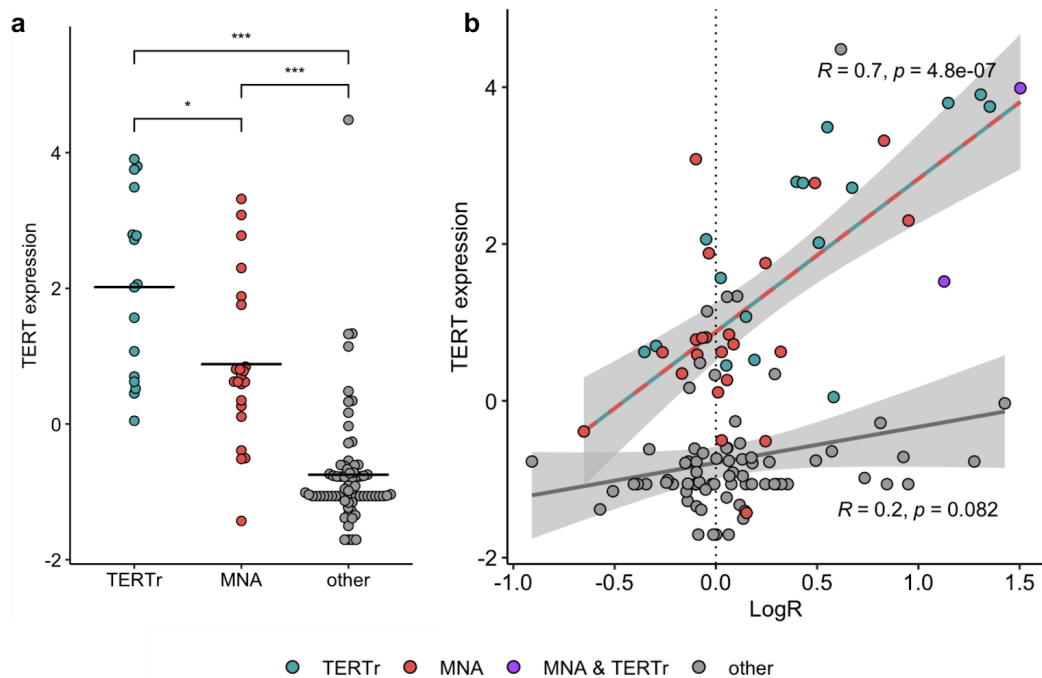 a
b
***
***
*
4
2
0
-2
TERT expression
TERTr MNA other
R = 0.7, p = 4.8e-07
R = 0.2, p = 0.082
4
2
0
-2
TERT expression
-1.0 -0.5 0.0 0.5 1.0 1.5
LogR
TERTr MNA MNA & TERTr other